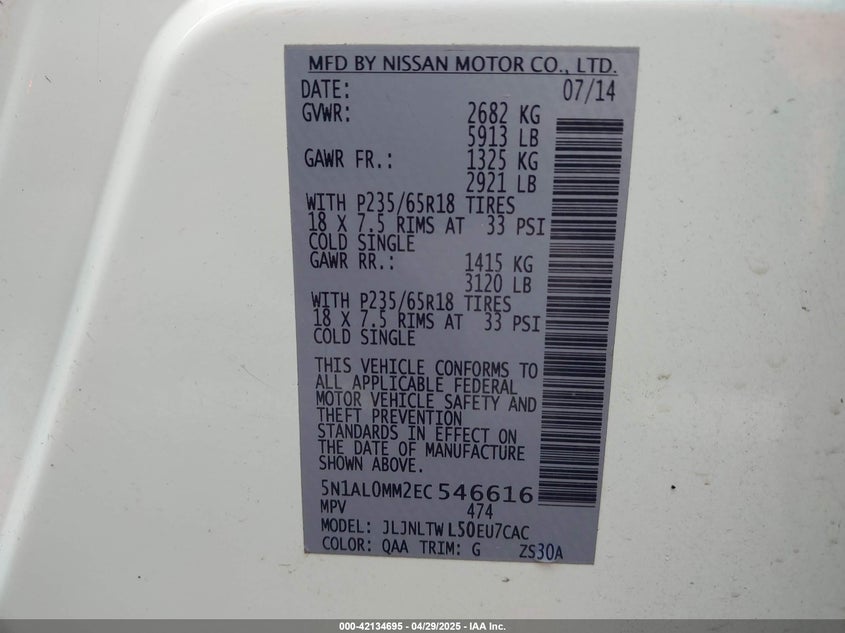 MFD BY NISSAN MOTOR CO., LTD.
DATE: 07/14
GVWR: 2682 KG
5913 LB
GAWR FR.: 1325 KG
2921 LB
WITH P235/65R18 TIRES
18 X 7.5 RIMS AT 33 PSI
COLD SINGLE
GAWR RR.: 1415 KG
3120 LB
WITH P235/65R18 TIRES
18 X 7.5 RIMS AT 33 PSI
COLD SINGLE
THIS VEHICLE CONFORMS TO
ALL APPLICABLE FEDERAL
MOTOR VEHICLE SAFETY AND
THEFT PREVENTION
STANDARDS IN EFFECT ON
THE DATE OF MANUFACTURE
SHOWN ABOVE.
5N1AL0MM2EC546616
MPV 474
MODEL: JLJNLTWL50EU7CAC
COLOR: QAA TRIM: G ZS30A
000-42134695 - 04/29/2025 - IAA Inc.